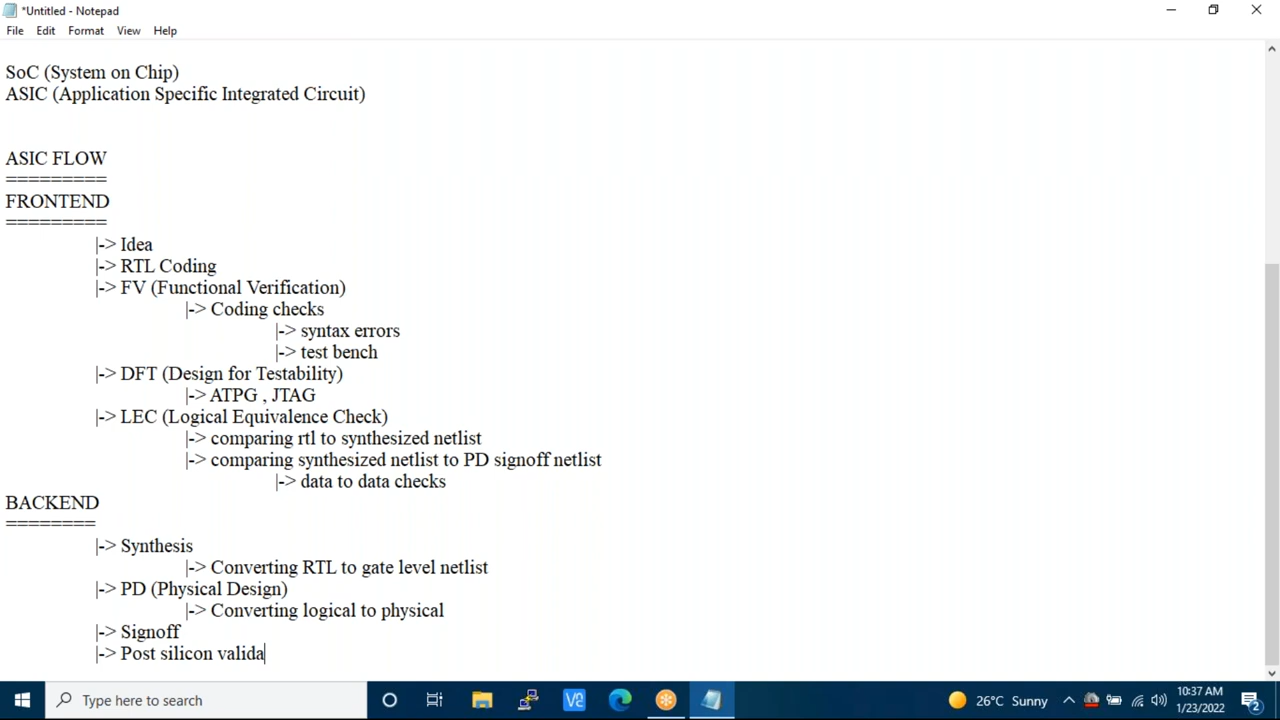 *Untitled - Notepad
File Edit Format View Help
SoC (System on Chip)
ASIC (Application Specific Integrated Circuit)
ASIC FLOW
=========
FRONTEND
=========
|-> Idea
|-> RTL Coding
|-> FV (Functional Verification)
|-> Coding checks
|-> syntax errors
|-> test bench
|-> DFT (Design for Testability)
|-> ATPG , JTAG
|-> LEC (Logical Equivalence Check)
|-> comparing rtl to synthesized netlist
|-> comparing synthesized netlist to PD signoff netlist
|-> data to data checks
BACKEND
========
|-> Synthesis
|-> Converting RTL to gate level netlist
|-> PD (Physical Design)
|-> Converting logical to physical
|-> Signoff
|-> Post silicon valida
Type here to search
26°C Sunny
10:37 AM
1/23/2022
2